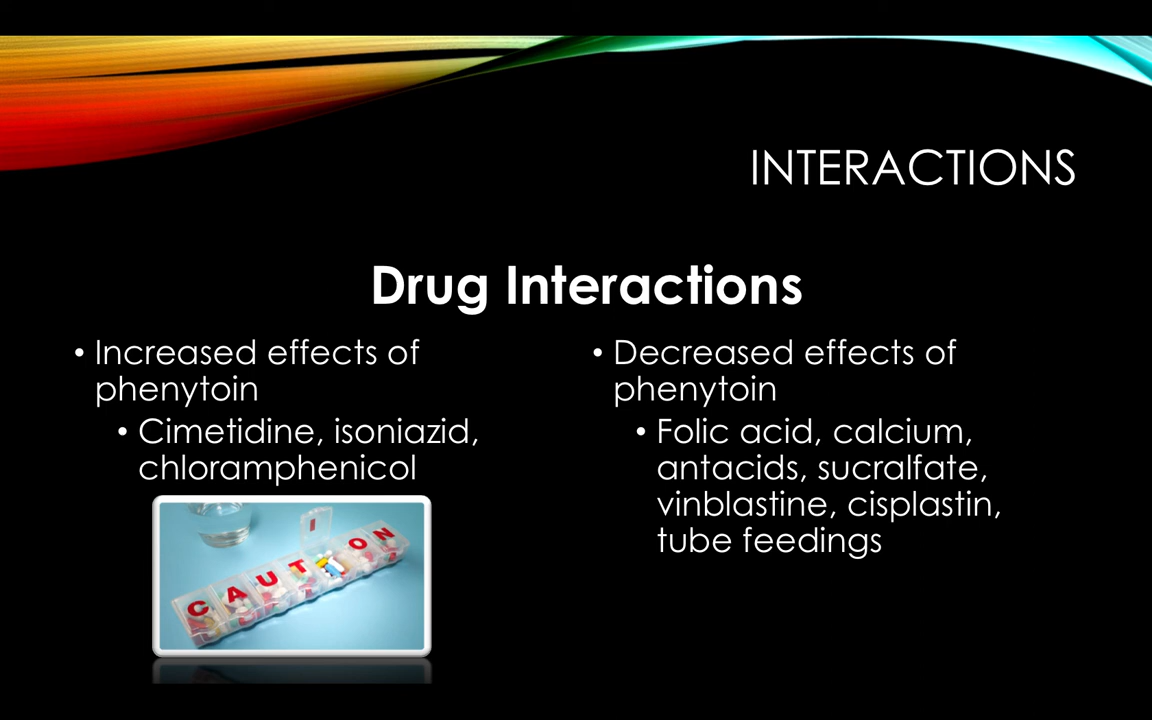 INTERACTIONS
Drug Interactions
• Increased effects of
phenytoin
• Cimetidine, isoniazid,
chloramphenicol
• Decreased effects of
phenytoin
• Folic acid, calcium,
antacids, sucralfate,
vinblastine, cisplastin,
tube feedings
CAUTION